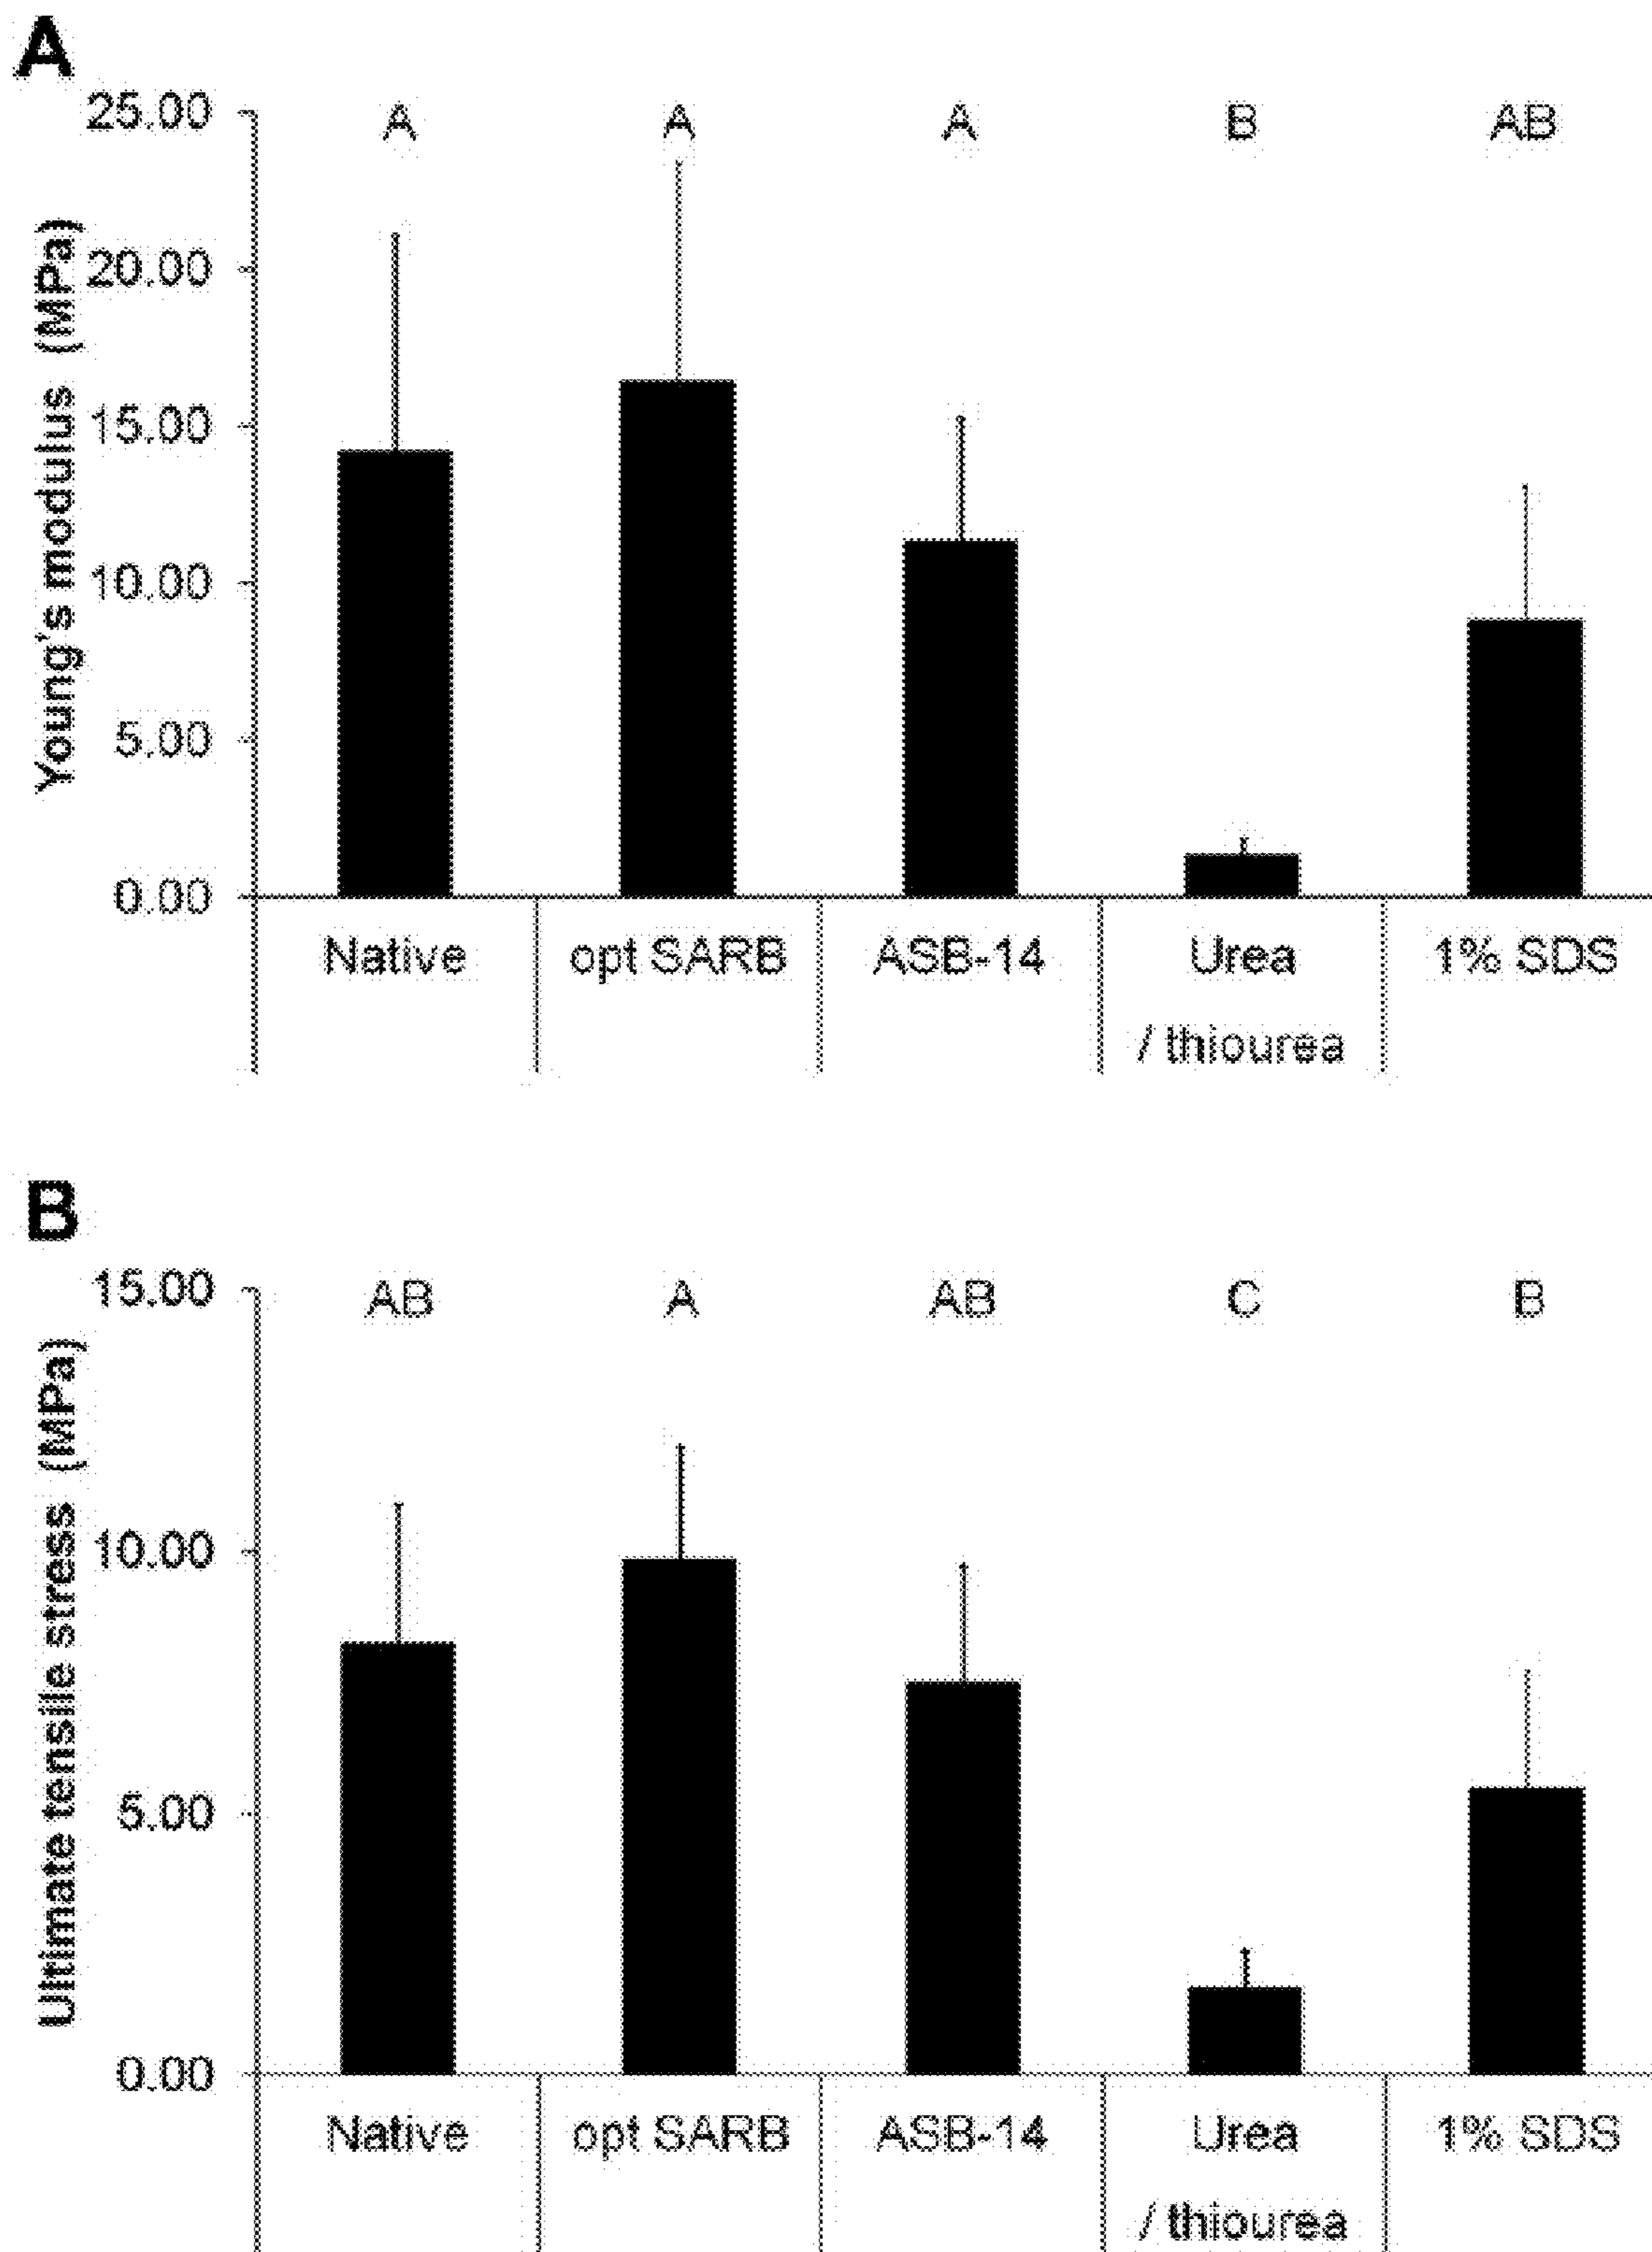 A
25.00 A A A B AB
20.00
15.00
10.00
5.00
0.00
Young's modulus (MPa)
Native opt SARB ASB-14 Urea 1% SDS
/ thiourea
B
15.00 AB A AB C B
10.00
5.00
0.00
Ultimate tensile stress (MPa)
Native opt SARB ASB-14 Urea 1% SDS
/ thiourea